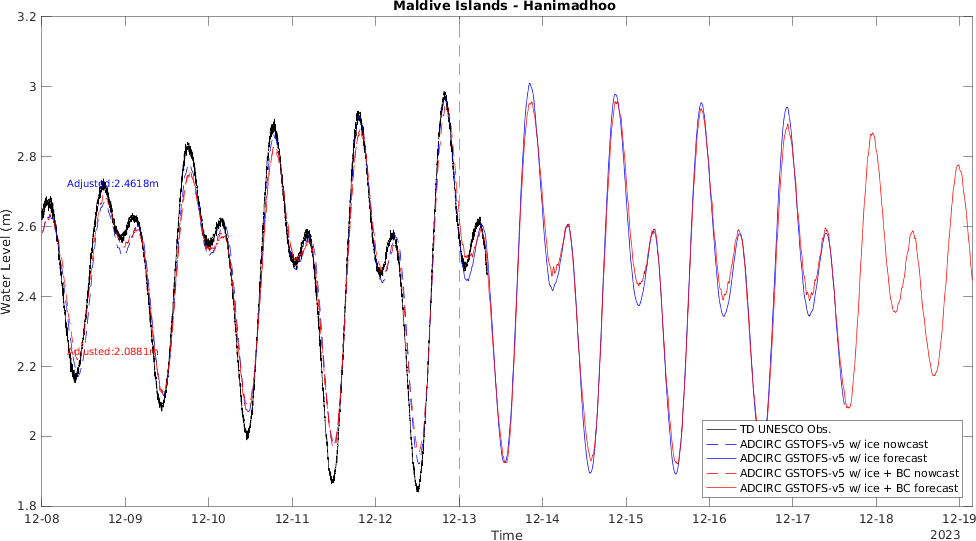 Maldive Islands - Hanimadhoo
3.2
3
2.8
2.6
2.4
2.2
2
1.8
Water Level (m)
Adjusted:2.4618m
Adjusted:2.0881m
TD UNESCO Obs.
ADCIRC GSTOFS-v5 w/ ice nowcast
ADCIRC GSTOFS-v5 w/ ice forecast
ADCIRC GSTOFS-v5 w/ ice + BC nowcast
ADCIRC GSTOFS-v5 w/ ice + BC forecast
12-08 12-09 12-10 12-11 12-12 12-13 12-14 12-15 12-16 12-17 12-18 12-19
Time
2023